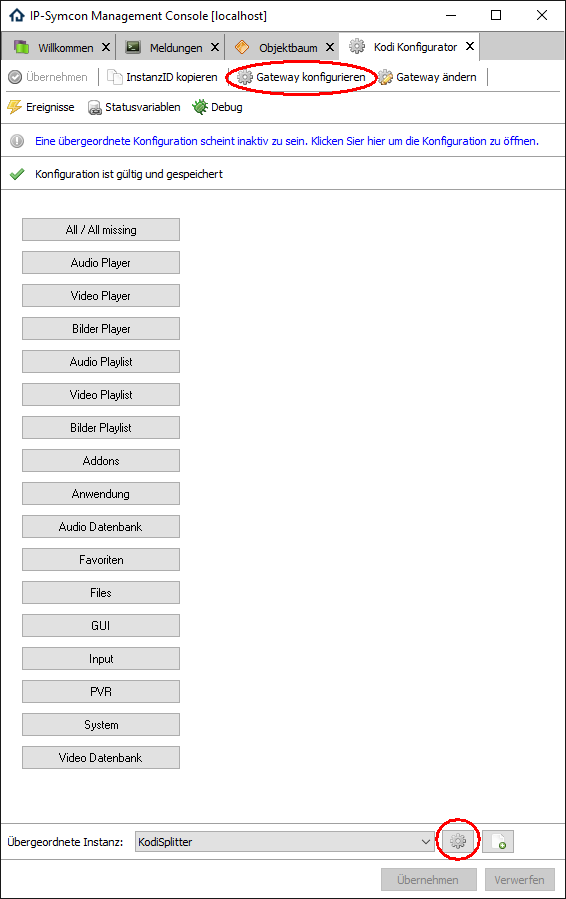 IP-Symcon Management Console [localhost]
Willkommen Meldungen Objektbaum Kodi Konfigurator
Übernehmen InstanzID kopieren Gateway konfigurieren Gateway ändern
Ereignisse Statusvariablen Debug
Eine übergeordnete Konfiguration scheint inaktiv zu sein. Klicken Sier hier um die Konfiguration zu öffnen.
Konfiguration ist gültig und gespeichert
All / All missing
Audio Player
Video Player
Bilder Player
Audio Playlist
Video Playlist
Bilder Playlist
Addons
Anwendung
Audio Datenbank
Favoriten
Files
GUI
Input
PVR
System
Video Datenbank
Übergeordnete Instanz: KodiSplitter
Übernehmen Verwerfen